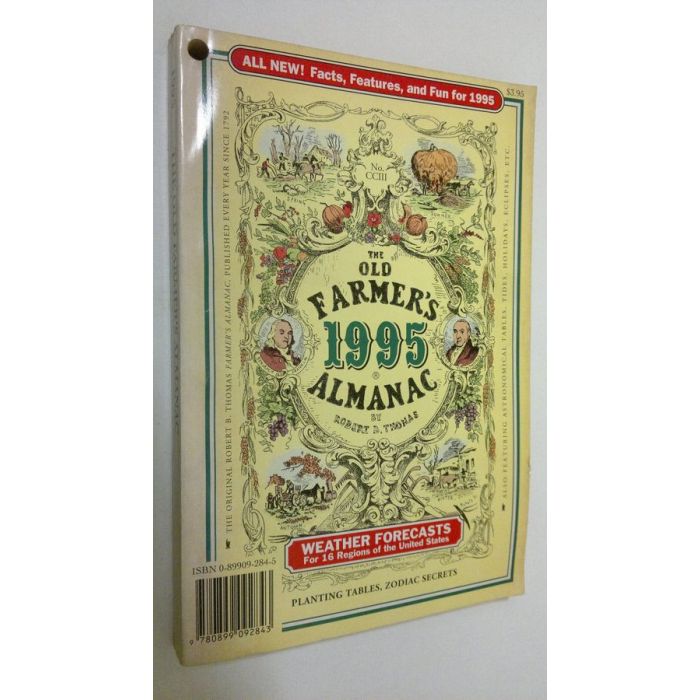 ALL NEW! Facts, Features, and Fun for 1995
$3.95
No.
CCIII
SPRING
SUMMER
THE
OLD
FARMER'S
1995
®
ALMANAC
BY
ROBERT B. THOMAS
THE ORIGINAL ROBERT B. THOMAS FARMER'S ALMANAC, PUBLISHED EVERY YEAR SINCE 1792
ALSO FEATURING ASTRONOMICAL TABLES, TIDES, HOLIDAYS, ECLIPSES, ETC.
AUTUMN
WEATHER FORECASTS
For 16 Regions of the United States
ISBN 0-89909-284-5
PLANTING TABLES, ZODIAC SECRETS
9 780899 092843